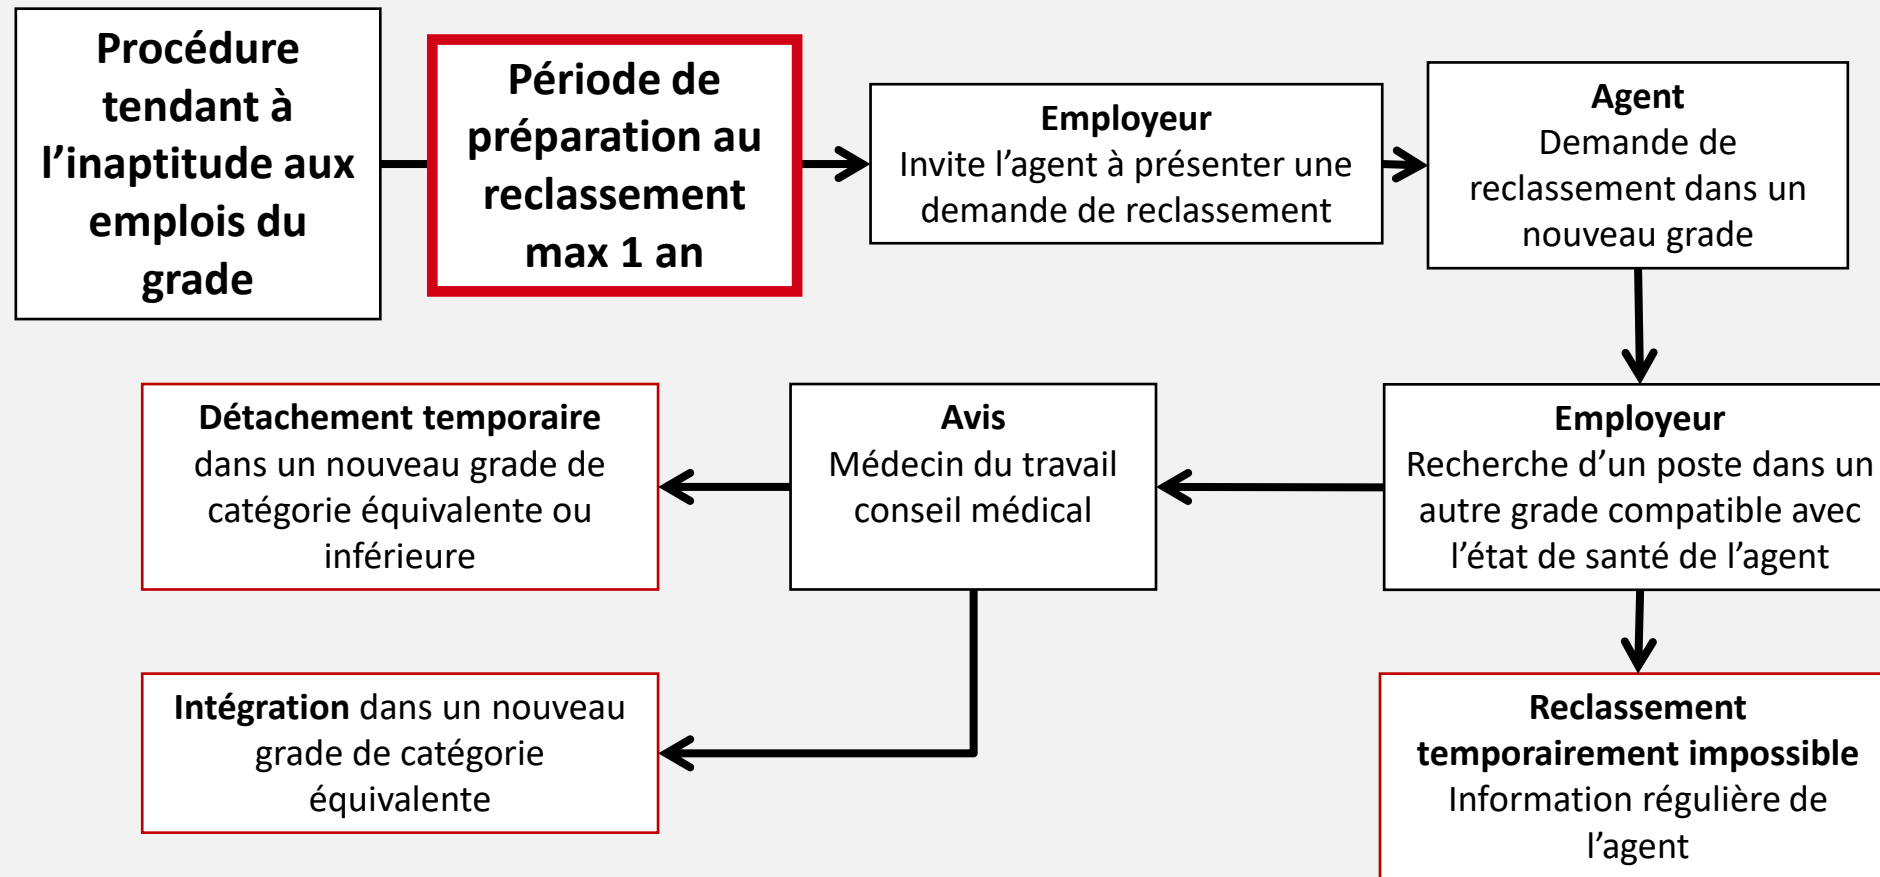 Procédure
tendant à
l’inaptitude aux
emplois du
grade
Période de
préparation au
reclassement
max 1 an
Employeur
Invite l’agent à présenter une
demande de reclassement
Agent
Demande de
reclassement dans un
nouveau grade
Détachement temporaire
dans un nouveau grade de
catégorie équivalente ou
inférieure
Avis
Médecin du travail
conseil médical
Employeur
Recherche d’un poste dans un
autre grade compatible avec
l’état de santé de l’agent
Intégration dans un nouveau
grade de catégorie
équivalente
Reclassement
temporairement impossible
Information régulière de
l’agent